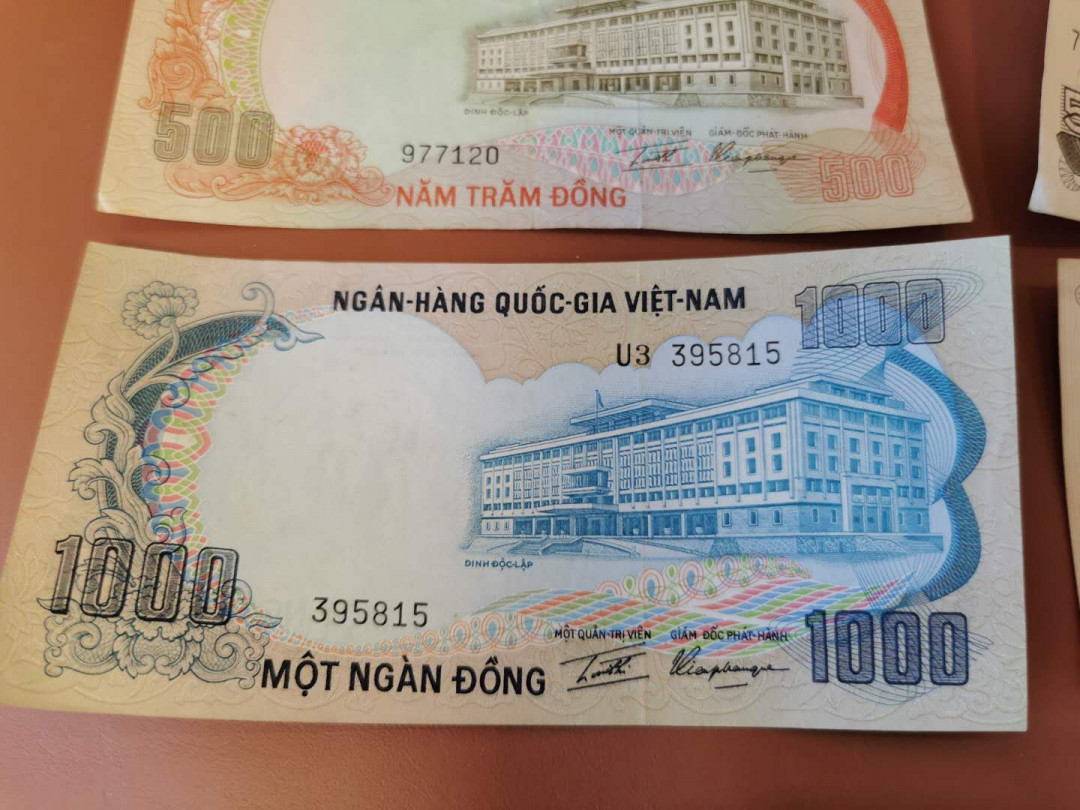 500
ĐINH ĐỘC-LẬP
MỘT QUẢN-TRỊ VIÊN GIÁM-ĐỐC PHÁT-HÀNH
977120
500
NĂM TRĂM ĐỒNG
NGÂN-HÀNG QUỐC-GIA VIỆT-NAM
1000
U3 395815
DINH ĐỘC-LẬP
1000
395815
MỘT QUẢN-TRỊ VIÊN GIÁM ĐỐC PHÁT-HÀNH
1000
MỘT NGÀN ĐỒNG